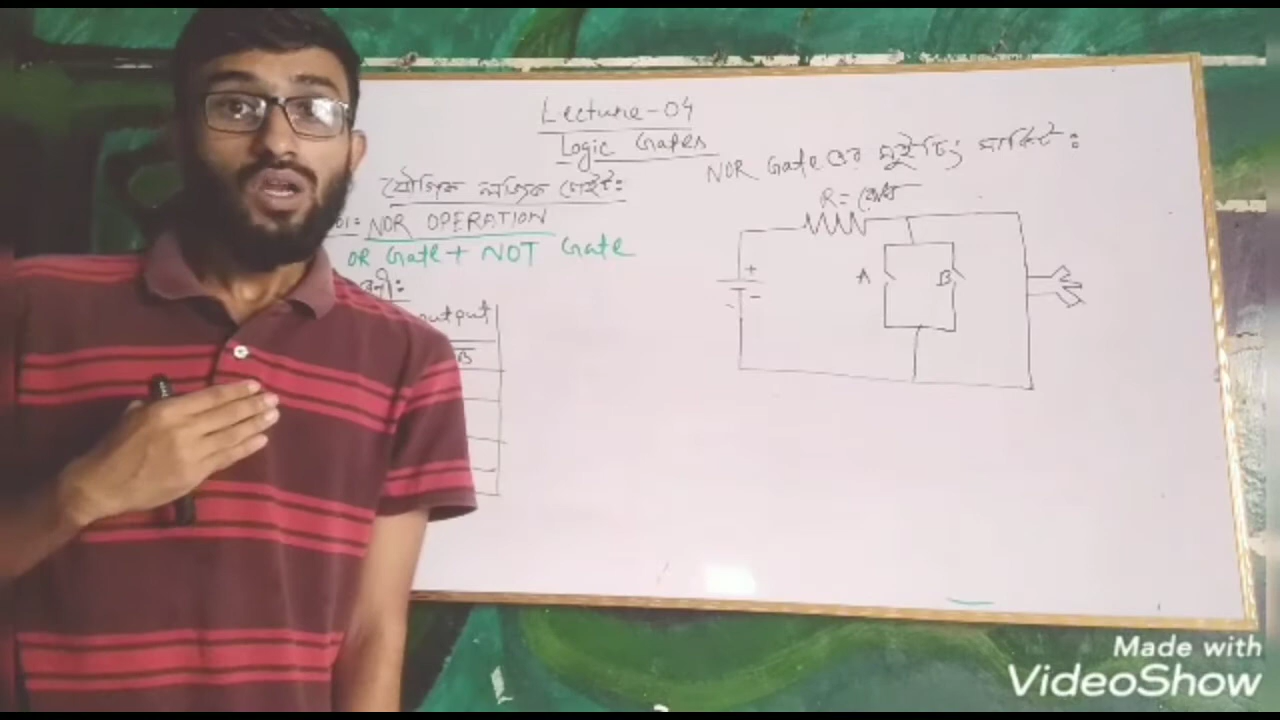 Lecture-04
Logic Gates
NOR Gate এর সুইচিং সার্কিট:
যৌগিক লজিক গেইট:
01: NOR OPERATION
OR Gate + NOT Gate
output
B
R=
A
B
+
-
Made with
VideoShow